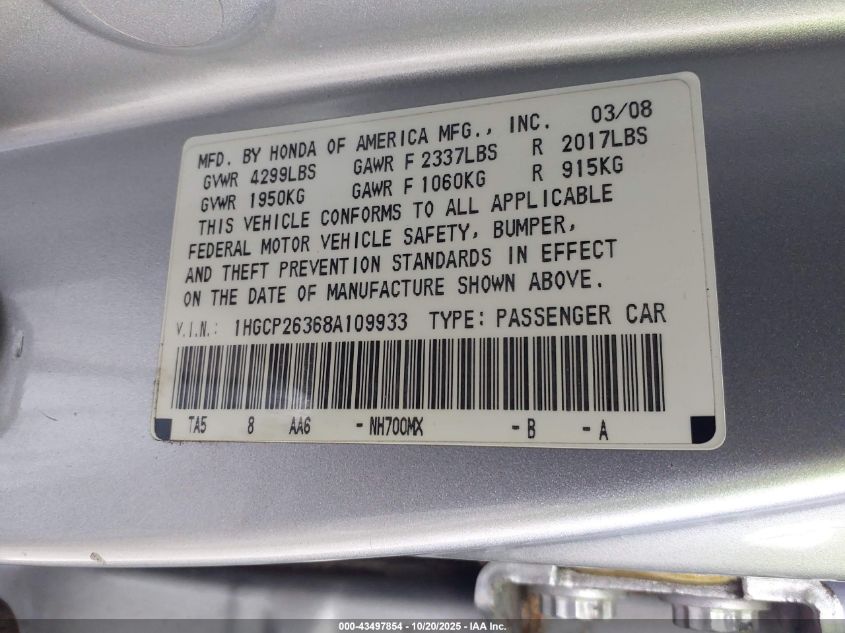 MFD. BY HONDA OF AMERICA MFG., INC. 03/08
GVWR 4299LBS GAWR F 2337LBS R 2017LBS
GVWR 1950KG GAWR F 1060KG R 915KG
THIS VEHICLE CONFORMS TO ALL APPLICABLE
FEDERAL MOTOR VEHICLE SAFETY, BUMPER,
AND THEFT PREVENTION STANDARDS IN EFFECT
ON THE DATE OF MANUFACTURE SHOWN ABOVE.
V.I.N.: 1HGCP26368A109933 TYPE: PASSENGER CAR
TA5 8 AA6 - NH700MX - B - A
000-43497854 - 10/20/2025 - IAA Inc.